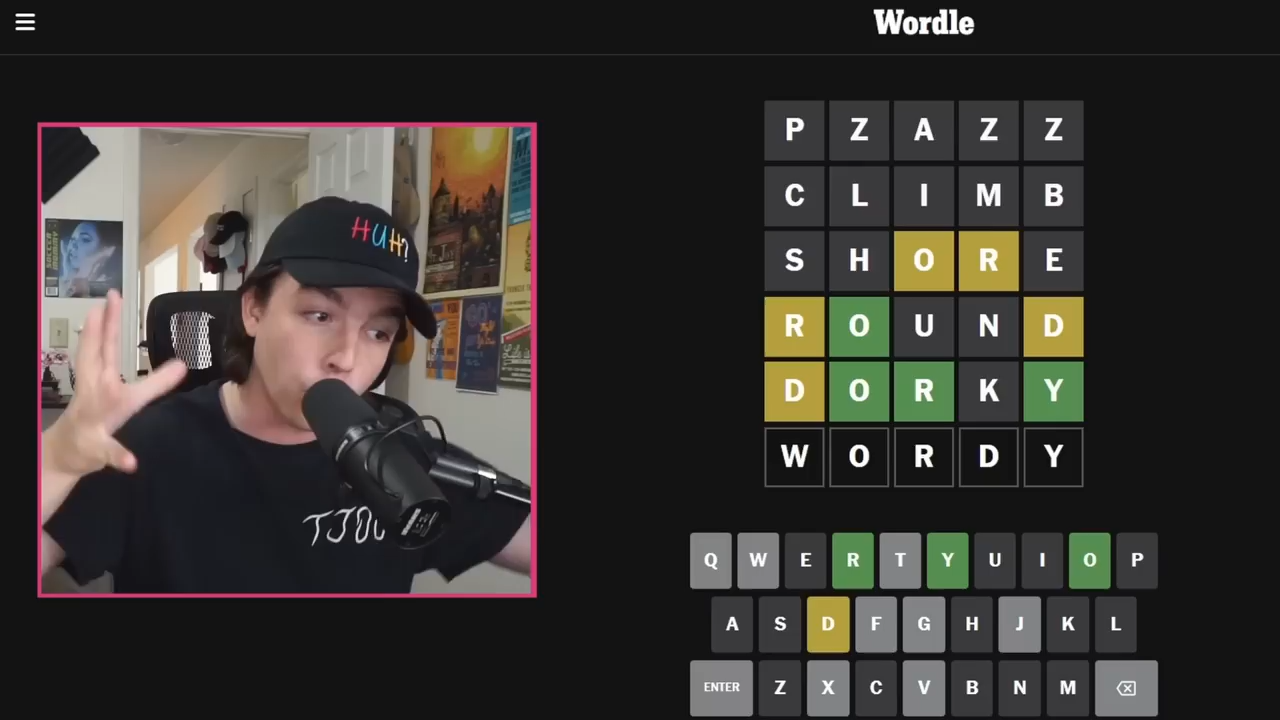 Wordle
P Z A Z Z
C L I M B
S H O R E
R O U N D
D O R K Y
W O R D Y
HUH?
Q W E R T Y U I O P
A S D F G H J K L
ENTER Z X C V B N M